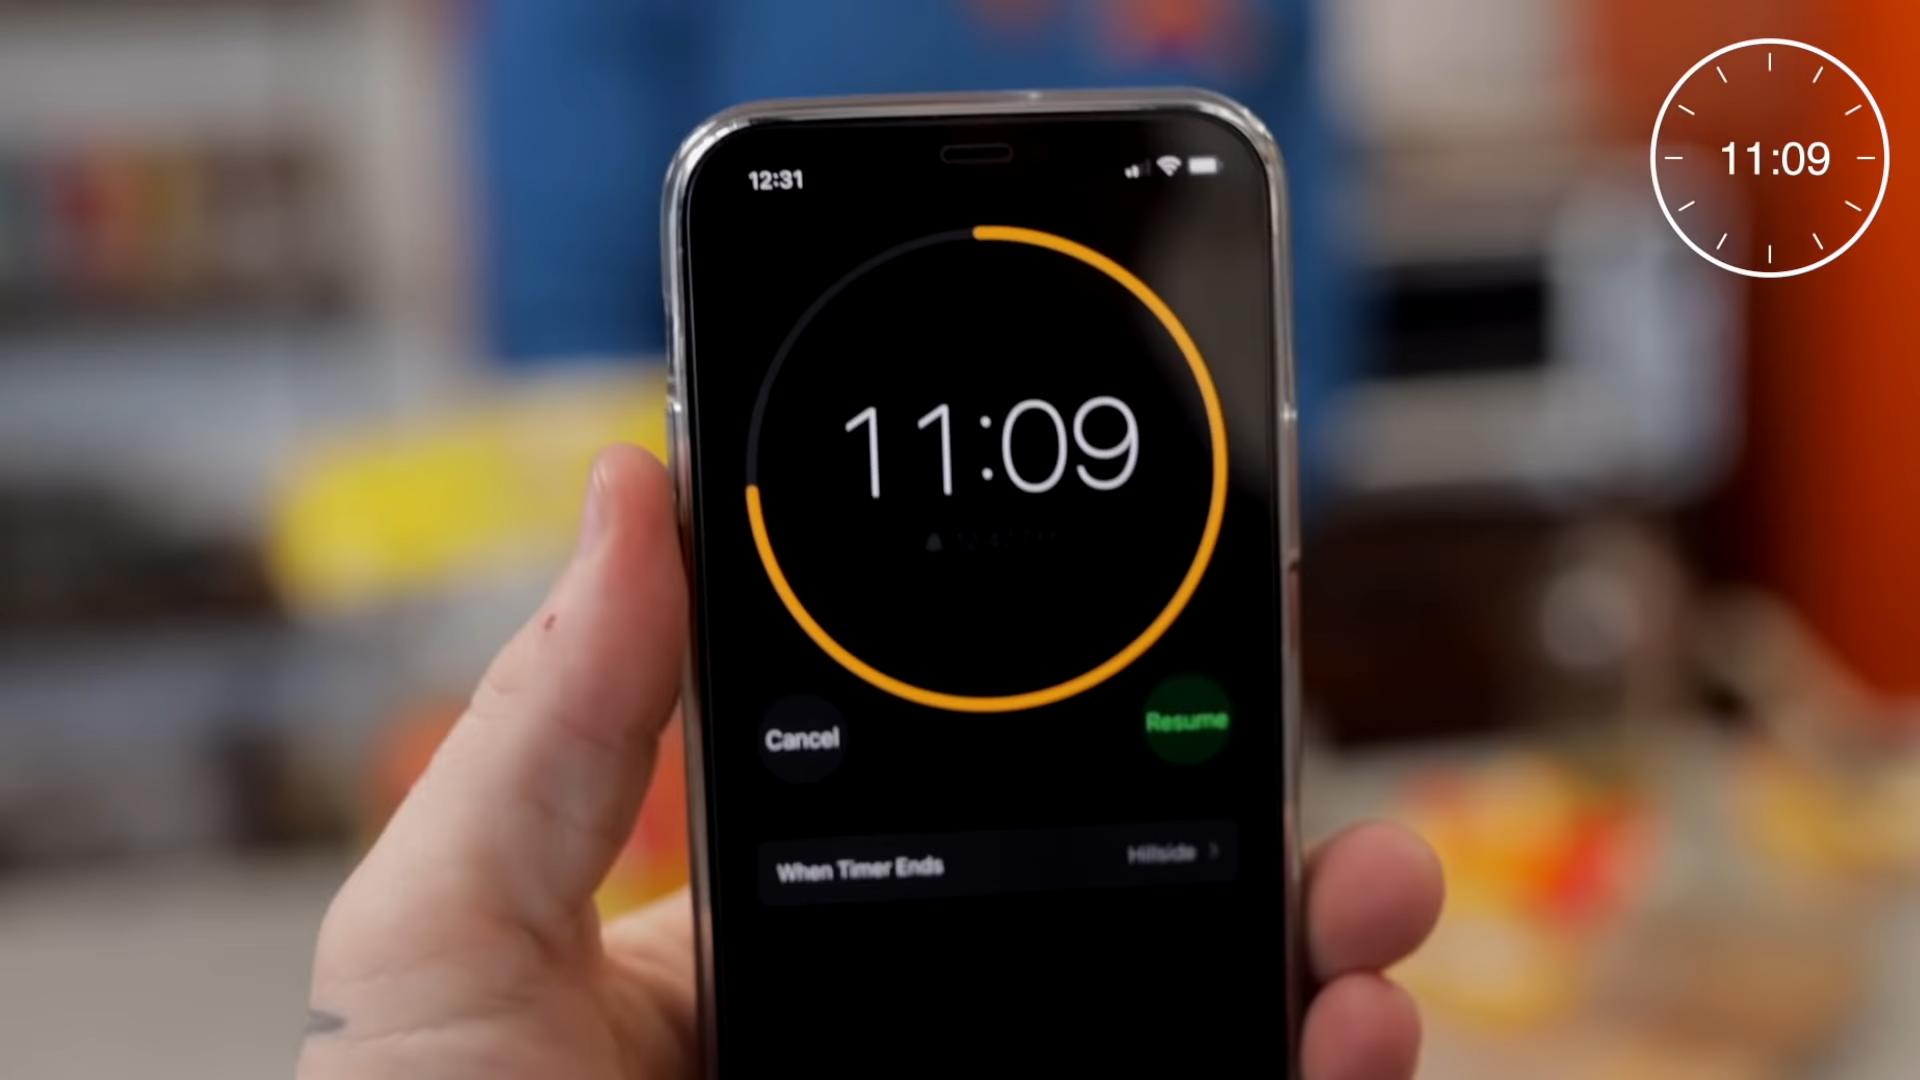 12:31
11:09
11:09
Cancel
Resume
When Timer Ends
Hillside